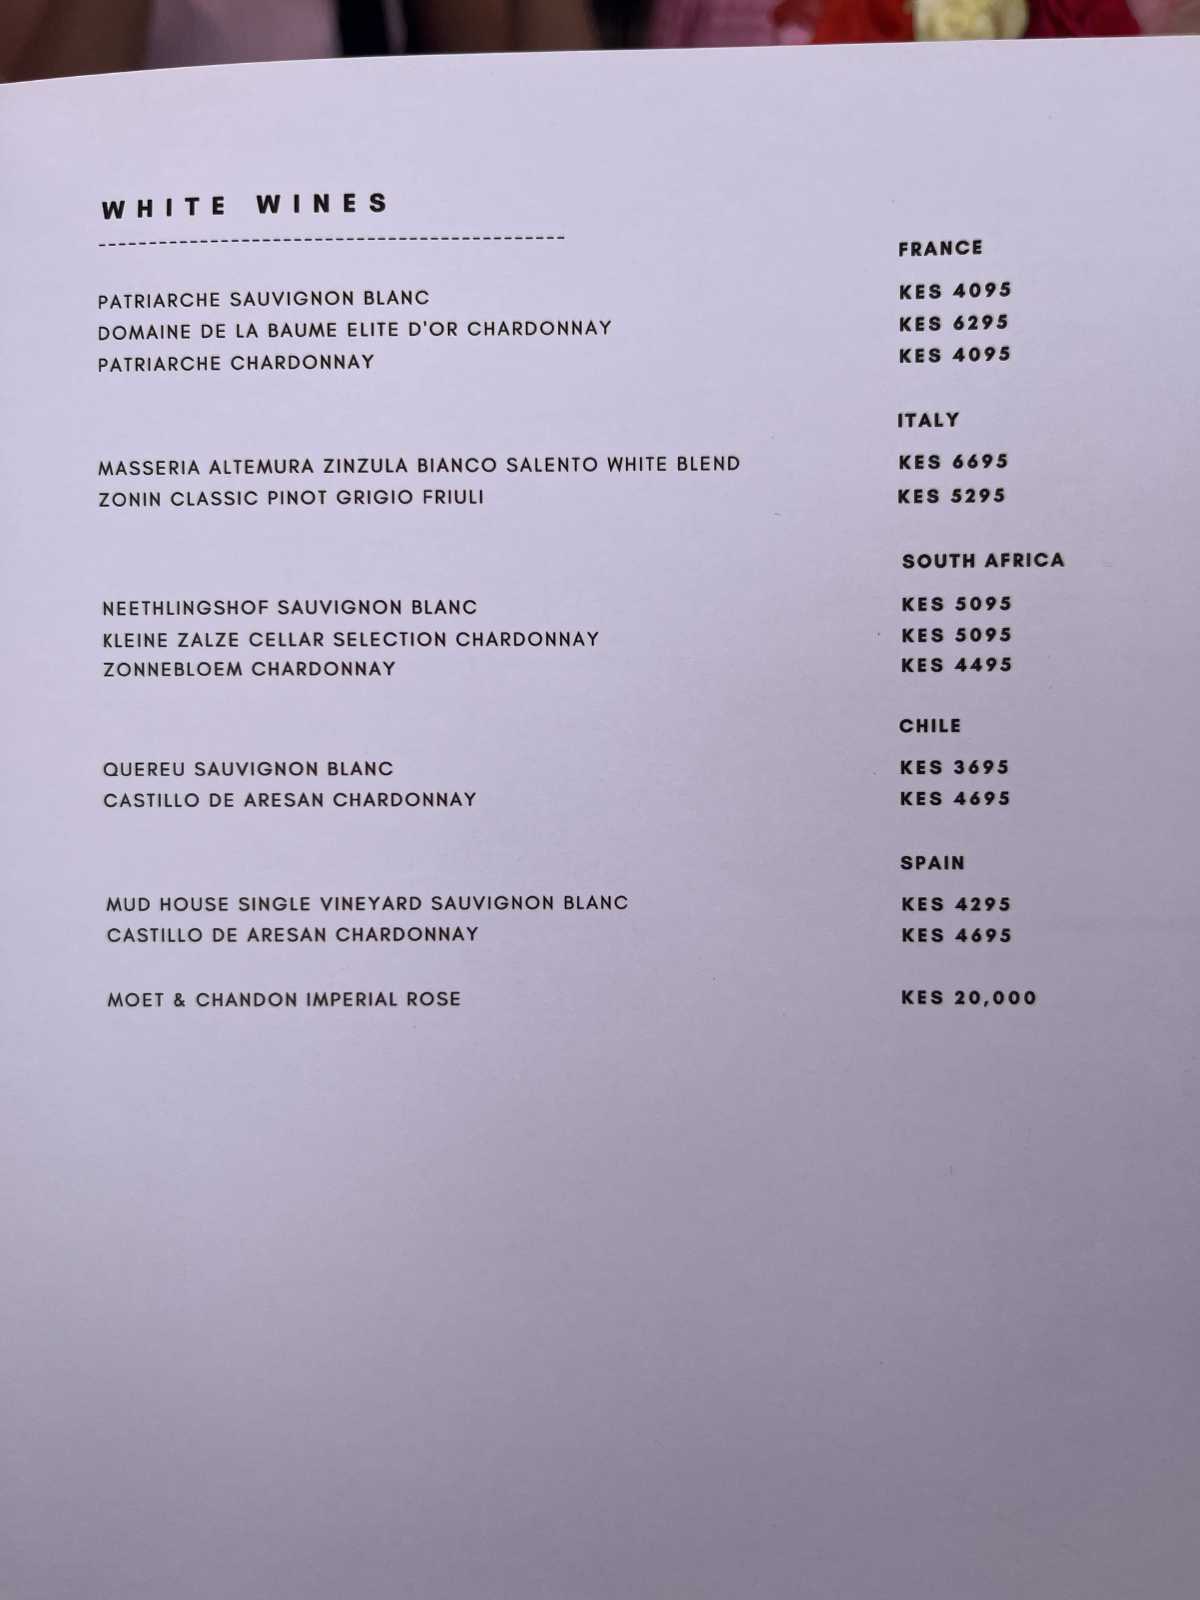 WHITE WINES
----------------------------------------------
FRANCE
PATRIARCHE SAUVIGNON BLANC KES 4095
DOMAINE DE LA BAUME ELITE D'OR CHARDONNAY KES 6295
PATRIARCHE CHARDONNAY KES 4095
ITALY
MASSERIA ALTEMURA ZINZULA BIANCO SALENTO WHITE BLEND KES 6695
ZONIN CLASSIC PINOT GRIGIO FRIULI KES 5295
SOUTH AFRICA
NEETHLINGSHOF SAUVIGNON BLANC KES 5095
KLEINE ZALZE CELLAR SELECTION CHARDONNAY KES 5095
ZONNEBLOEM CHARDONNAY KES 4495
CHILE
QUEREU SAUVIGNON BLANC KES 3695
CASTILLO DE ARESAN CHARDONNAY KES 4695
SPAIN
MUD HOUSE SINGLE VINEYARD SAUVIGNON BLANC KES 4295
CASTILLO DE ARESAN CHARDONNAY KES 4695
MOET & CHANDON IMPERIAL ROSE KES 20,000